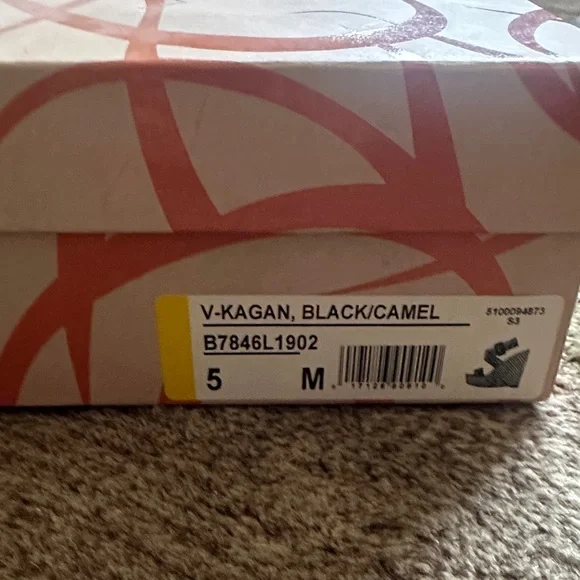 V-KAGAN, BLACK/CAMEL
5100094873
S3
B7846L1902
5 M